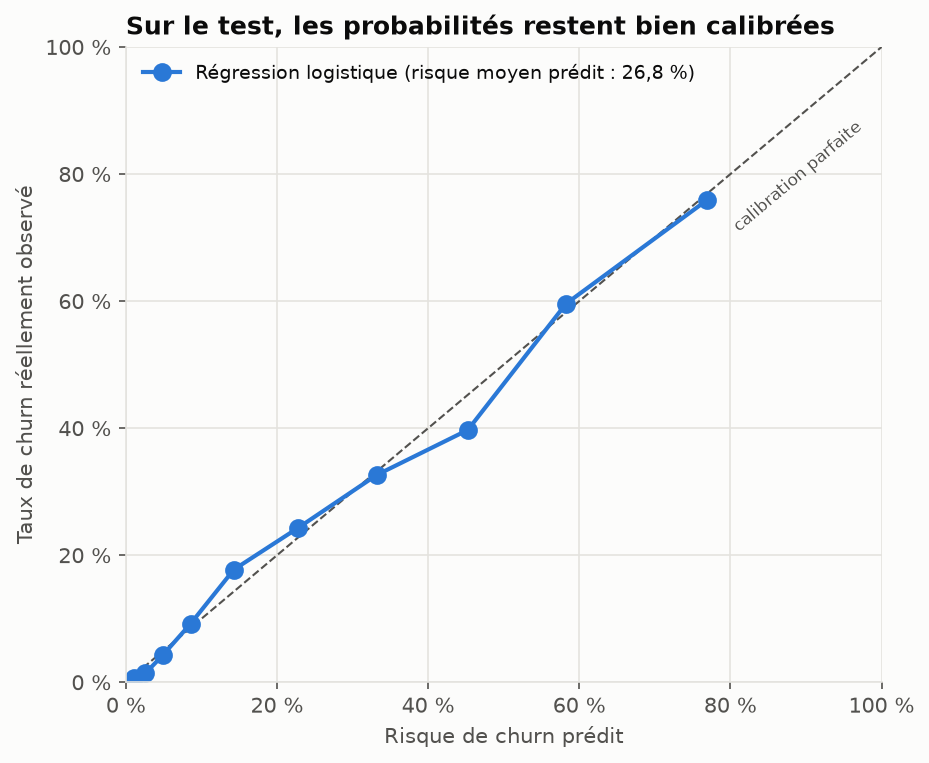 Sur le test, les probabilités restent bien calibrées
Régression logistique (risque moyen prédit : 26,8 %)
calibration parfaite
Taux de churn réellement observé
100 %
80 %
60 %
40 %
20 %
0 %
0 %
20 %
40 %
60 %
80 %
100 %
Risque de churn prédit